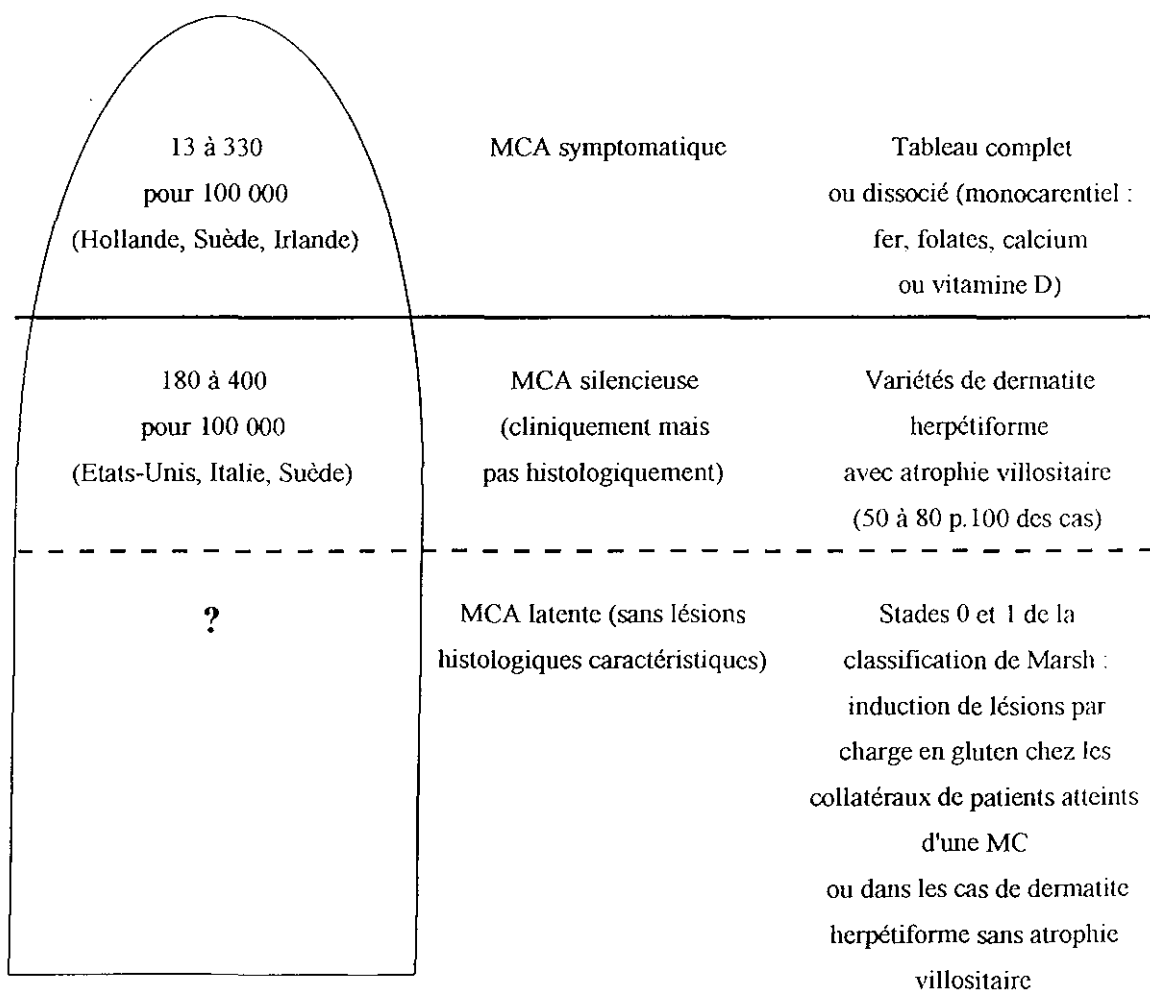 13 à 330
pour 100 000
(Hollande, Suède, Irlande)
MCA symptomatique
Tableau complet
ou dissocié (monocarentiel :
fer, folates, calcium
ou vitamine D)
180 à 400
pour 100 000
(Etats-Unis, Italie, Suède)
MCA silencieuse
(cliniquement mais
pas histologiquement)
Variétés de dermatite
herpétiforme
avec atrophie villositaire
(50 à 80 p.100 des cas)
?
MCA latente (sans lésions
histologiques caractéristiques)
Stades 0 et 1 de la
classification de Marsh :
induction de lésions par
charge en gluten chez les
collatéraux de patients atteints
d'une MC
ou dans les cas de dermatite
herpétiforme sans atrophie
villositaire